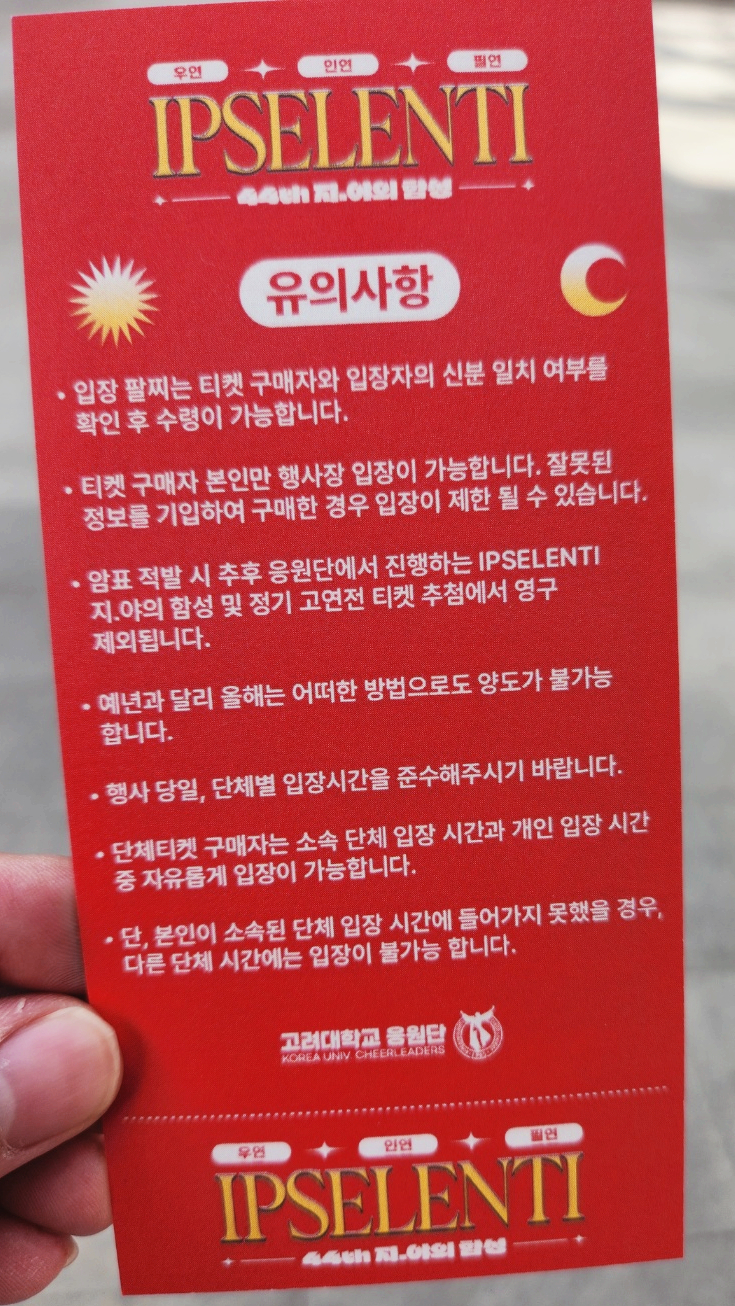 우연 인연 필연
IPSELENTI
44th 지.야의 함성
유의사항
• 입장 팔찌는 티켓 구매자와 입장자의 신분 일치 여부를
확인 후 수령이 가능합니다.
• 티켓 구매자 본인만 행사장 입장이 가능합니다. 잘못된
정보를 기입하여 구매한 경우 입장이 제한 될 수 있습니다.
• 암표 적발 시 추후 응원단에서 진행하는 IPSELENTI
지.야의 함성 및 정기 고연전 티켓 추첨에서 영구
제외됩니다.
• 예년과 달리 올해는 어떠한 방법으로도 양도가 불가능
합니다.
• 행사 당일, 단체별 입장시간을 준수해주시기 바랍니다.
• 단체티켓 구매자는 소속 단체 입장 시간과 개인 입장 시간
중 자유롭게 입장이 가능합니다.
• 단, 본인이 소속된 단체 입장 시간에 들어가지 못했을 경우,
다른 단체 시간에는 입장이 불가능 합니다.
고려대학교 응원단
KOREA UNIV CHEERLEADERS
우연 인연 필연
IPSELENTI
44th 지.야의 함성